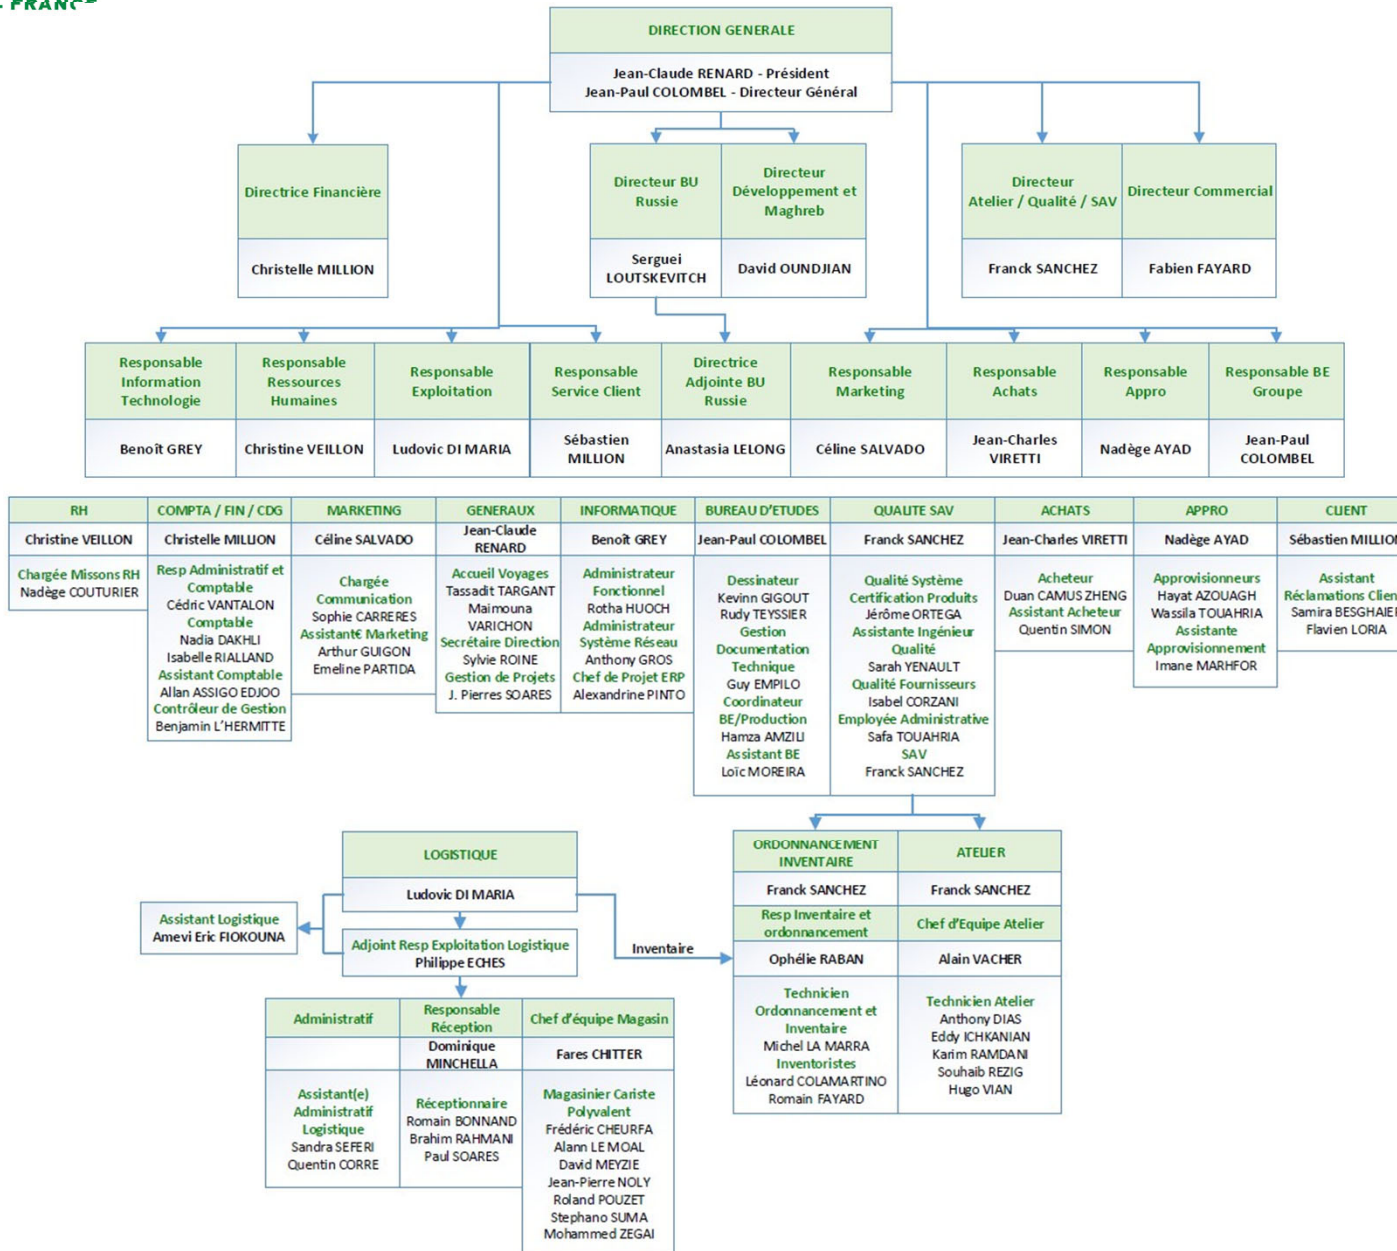 - FRANCE
DIRECTION GENERALE
Jean-Claude RENARD - Président
Jean-Paul COLOMBEL - Directeur Général
Directrice Financière
Christelle MILLION
Directeur BU
Russie
Serguei
LOUTSKEVITCH
Directeur
Développement et
Maghreb
David OUNDJIAN
Directeur
Atelier / Qualité / SAV
Franck SANCHEZ
Directeur Commercial
Fabien FAYARD
Responsable
Information
Technologie
Benoît GREY
Responsable
Ressources
Humaines
Christine VEILLON
Responsable
Exploitation
Ludovic DI MARIA
Responsable
Service Client
Sébastien
MILLION
Directrice
Adjointe BU
Russie
Anastasia LELONG
Responsable
Marketing
Céline SALVADO
Responsable
Achats
Jean-Charles
VIRETTI
Responsable
Appro
Nadège AYAD
Responsable BE
Groupe
Jean-Paul
COLOMBEL
RH
Christine VEILLON
Chargée Missons RH
Nadège COUTURIER
COMPTA / FIN / CDG
Christelle MILLION
Resp Administratif et
Comptable
Cédric VANTALON
Comptable
Nadia DAKHLI
Isabelle RIALLAND
Assistant Comptable
Allan ASSIGO EDJOO
Contrôleur de Gestion
Benjamin L'HERMITTE
MARKETING
Céline SALVADO
Chargée
Communication
Sophie CARRERES
Assistant€ Marketing
Arthur GUIGON
Emeline PARTIDA
GENERAUX
Jean-Claude
RENARD
Accueil Voyages
Tassadit TARGANT
Maimouna
VARICHON
Secrétaire Direction
Sylvie ROINE
Gestion de Projets
J. Pierres SOARES
INFORMATIQUE
Benoît GREY
Administrateur
Fonctionnel
Rotha HUOCH
Administrateur
Système Réseau
Anthony GROS
Chef de Projet ERP
Alexandrine PINTO
BUREAU D'ETUDES
Jean-Paul COLOMBEL
Dessinateur
Kevinn GIGOUT
Rudy TEYSSIER
Gestion
Documentation
Technique
Guy EMPILO
Coordinateur
BE/Production
Hamza AMZILI
Assistant BE
Loïc MOREIRA
QUALITE SAV
Franck SANCHEZ
Qualité Système
Certification Produits
Jérôme ORTEGA
Assistante Ingénieur
Qualité
Sarah YENAULT
Qualité Fournisseurs
Isabel CORZANI
Employée Administrative
Safa TOUAHRIA
SAV
Franck SANCHEZ
ACHATS
Jean-Charles VIRETTI
Acheteur
Duan CAMUS ZHENG
Assistant Acheteur
Quentin SIMON
APPRO
Nadège AYAD
Approvisionneurs
Hayat AZOUAGH
Wassila TOUAHRIA
Assistante
Approvisionnement
Imane MARHFOR
CLIENT
Sébastien MILLION
Assistant
Réclamations Clien
Samira BESGHAIER
Flavien LORIA
LOGISTIQUE
Ludovic DI MARIA
Assistant Logistique
Amevi Eric FIOKOUNA
Adjoint Resp Exploitation Logistique
Philippe ECHES
Inventaire
Administratif
Assistant(e)
Administratif
Logistique
Sandra SEFERI
Quentin CORRE
Responsable
Réception
Dominique
MINCHELLA
Réceptionnaire
Romain BONNAND
Brahim RAHMANI
Paul SOARES
Chef d'équipe Magasin
Fares CHITTER
Magasinier Cariste
Polyvalent
Frédéric CHEURFA
Alann LE MOAL
David MEYZIE
Jean-Pierre NOLY
Roland POUZET
Stephano SUMA
Mohammed ZEGAI
ORDONNANCEMENT
INVENTAIRE
Franck SANCHEZ
Resp Inventaire et
ordonnancement
Ophélie RABAN
Technicien
Ordonnancement et
Inventaire
Michel LA MARRA
Inventoristes
Léonard COLAMARTINO
Romain FAYARD
ATELIER
Franck SANCHEZ
Chef d'Equipe Atelier
Alain VACHER
Technicien Atelier
Anthony DIAS
Eddy ICHKANIAN
Karim RAMDANI
Souhaib REZIG
Hugo VIAN